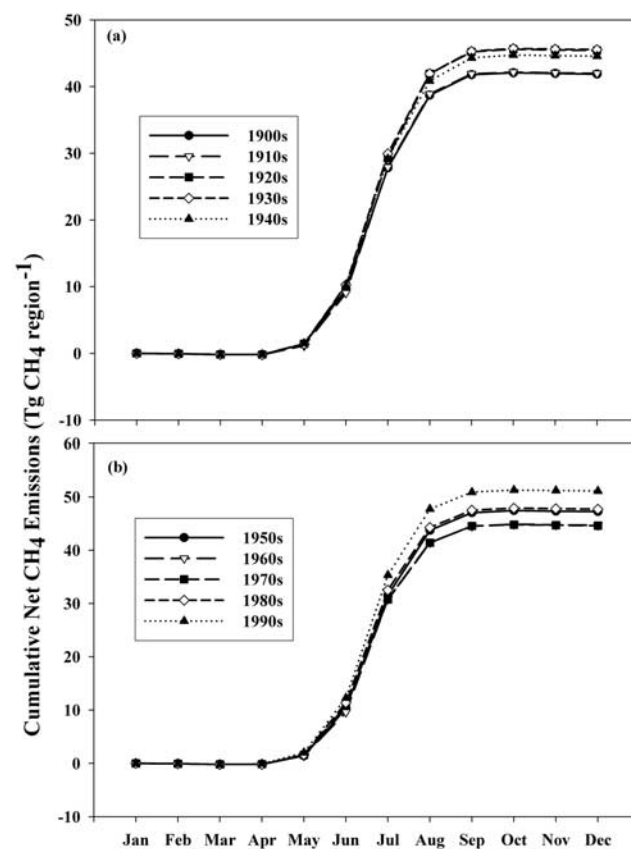 Cumulative Net CH4 Emissions (Tg CH4 region-1)
(a)
50
40
30
20
10
0
-10
1900s
1910s
1920s
1930s
1940s
(b)
60
50
40
30
20
10
0
-10
1950s
1960s
1970s
1980s
1990s
Jan Feb Mar Apr May Jun Jul Aug Sep Oct Nov Dec